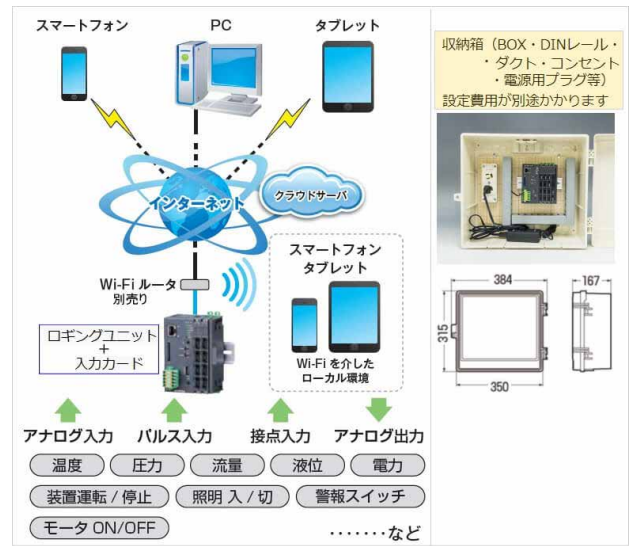 スマートフォン
PC
タブレット
インターネット
クラウドサーバ
Wi-Fi ルータ
別売り
ロギングユニット
+
入力カード
スマートフォン
タブレット
Wi-Fi を介した
ローカル環境
アナログ入力
パルス入力
接点入力
アナログ出力
温度
圧力
流量
液位
電力
装置運転 / 停止
照明 入 / 切
警報スイッチ
モータ ON/OFF
・・・・・・・など
収納箱（BOX・DINレール・
・ダクト・コンセント
・電源用プラグ等）
設定費用が別途かかります
384
167
315
350